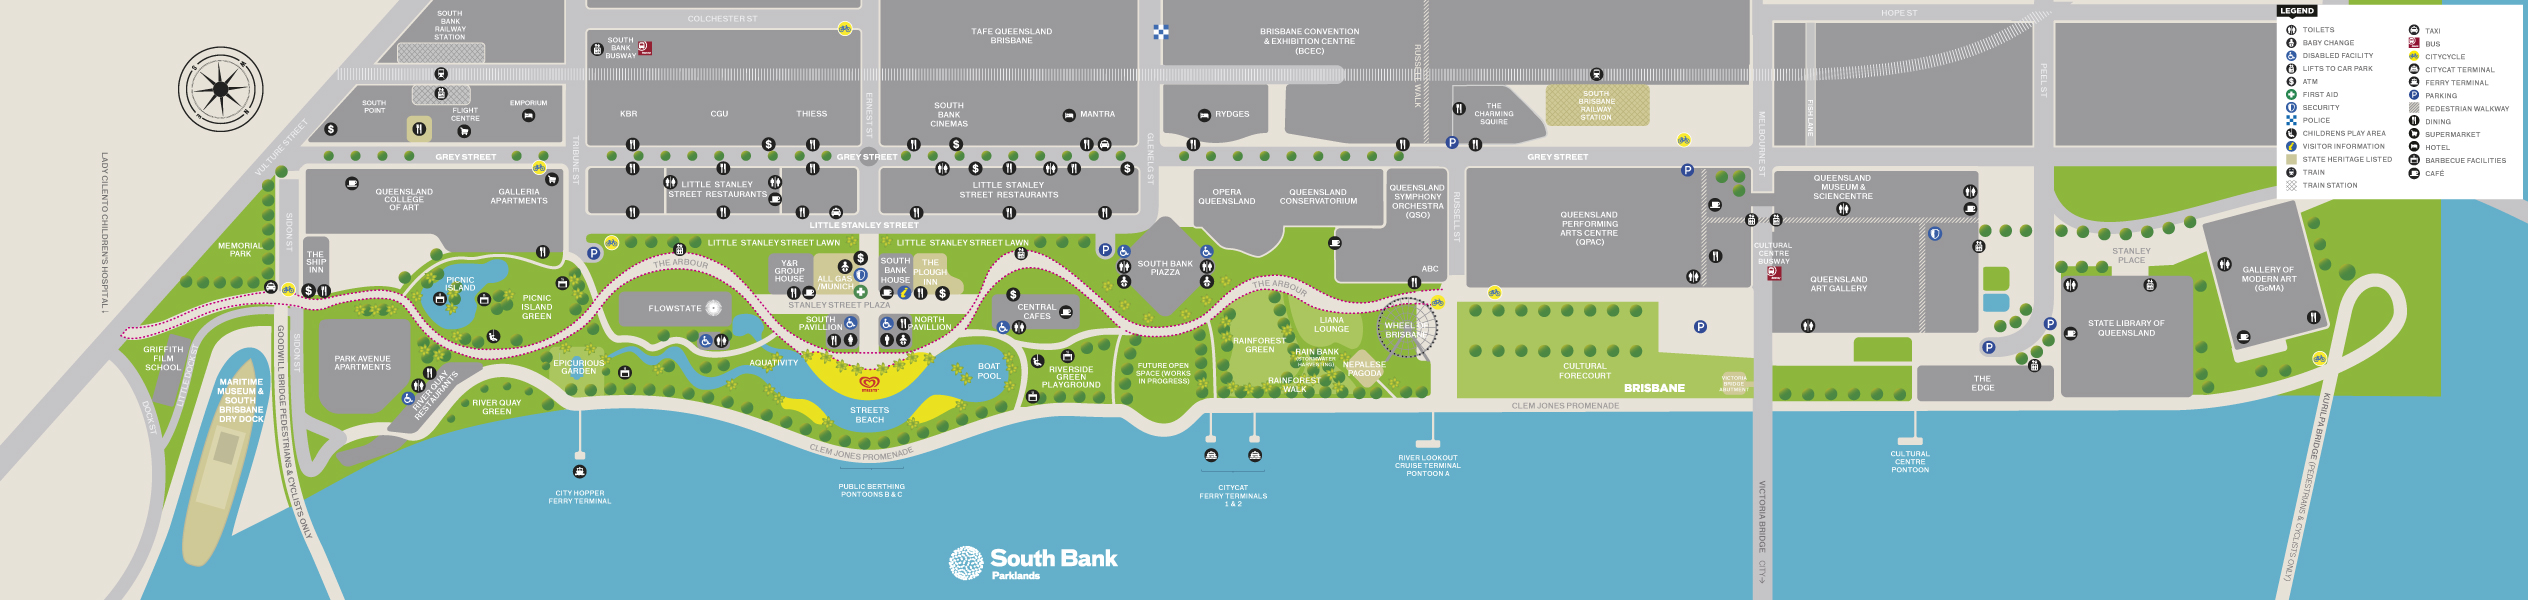 SOUTH
BANK
RAILWAY
STATION
COLCHESTER ST
SOUTH
BANK
BUSWAY
TAFE QUEENSLAND
BRISBANE
BRISBANE CONVENTION
& EXHIBITION CENTRE
(BCEC)
RUSSELL WALK
HOPE ST
PEEL ST
FISH LANE
MELBOURNE ST
LEGEND
TOILETS
BABY CHANGE
DISABLED FACILITY
LIFTS TO CAR PARK
ATM
FIRST AID
SECURITY
POLICE
CHILDRENS PLAY AREA
VISITOR INFORMATION
STATE HERITAGE LISTED
TRAIN
TRAIN STATION
TAXI
BUS
CITYCYCLE
CITYCAT TERMINAL
FERRY TERMINAL
PARKING
PEDESTRIAN WALKWAY
DINING
SUPERMARKET
HOTEL
BARBECUE FACILITIES
CAFÉ
SOUTH
POINT
FLIGHT
CENTRE
EMPORIUM
KBR
CGU
THIESS
ERNEST ST
SOUTH
BANK
CINEMAS
MANTRA
RYDGES
THE
CHARMING
SQUIRE
SOUTH
BRISBANE
RAILWAY
STATION
VULTURE STREET
TRIBUNE ST
GLENELG ST
GREY STREET
GREY STREET
GREY STREET
LADY CILENTO CHILDREN'S HOSPITAL ↓
QUEENSLAND
COLLEGE
OF ART
GALLERIA
APARTMENTS
LITTLE STANLEY
STREET RESTAURANTS
LITTLE STANLEY
STREET RESTAURANTS
OPERA
QUEENSLAND
QUEENSLAND
CONSERVATORIUM
QUEENSLAND
SYMPHONY
ORCHESTRA
(QSO)
RUSSELL ST
QUEENSLAND
PERFORMING
ARTS CENTRE
(QPAC)
QUEENSLAND
MUSEUM &
SCIENCENTRE
LITTLE STANLEY STREET
SIDON ST
MEMORIAL
PARK
THE
SHIP
INN
LITTLE STANLEY STREET LAWN
LITTLE STANLEY STREET LAWN
THE ARBOUR
Y&R
GROUP
HOUSE
ALL GAS
/MUNICH
SOUTH
BANK
HOUSE
THE
PLOUGH
INN
SOUTH BANK
PIAZZA
ABC
CULTURAL
CENTRE
BUSWAY
QUEENSLAND
ART GALLERY
STANLEY
PLACE
GALLERY OF
MODERN ART
(GoMA)
PICNIC
ISLAND
PICNIC
ISLAND
GREEN
FLOWSTATE
STANLEY STREET PLAZA
CENTRAL
CAFES
THE ARBOUR
LIANA
LOUNGE
WHEEL OF
BRISBANE
STATE LIBRARY OF
QUEENSLAND
SOUTH
PAVILLION
NORTH
PAVILLION
GRIFFITH
FILM
SCHOOL
SIDON ST
PARK AVENUE
APARTMENTS
EPICURIOUS
GARDEN
AQUATIVITY
STREETS
BOAT
POOL
RIVERSIDE
GREEN
PLAYGROUND
FUTURE OPEN
SPACE (WORKS
IN PROGRESS)
RAINFOREST
GREEN
RAIN BANK
(STORMWATER
HARVESTING)
NEPALESE
PAGODA
RAINFOREST
WALK
CULTURAL
FORECOURT
BRISBANE
VICTORIA
BRIDGE
ABUTMENT
THE
EDGE
LITTLE DOCK ST
DOCK ST
MARITIME
MUSEUM &
SOUTH
BRISBANE
DRY DOCK
GOODWILL BRIDGE PEDESTRIANS & CYCLISTS ONLY
RIVER QUAY
RESTAURANTS
RIVER QUAY
GREEN
STREETS
BEACH
CLEM JONES PROMENADE
CLEM JONES PROMENADE
CITY HOPPER
FERRY TERMINAL
PUBLIC BERTHING
PONTOONS B & C
CITYCAT
FERRY TERMINALS
1 & 2
RIVER LOOKOUT
CRUISE TERMINAL
PONTOON A
CULTURAL
CENTRE
PONTOON
VICTORIA BRIDGE CITY→
KURILPA BRIDGE (PEDESTRIANS & CYCLISTS ONLY)
South Bank
Parklands